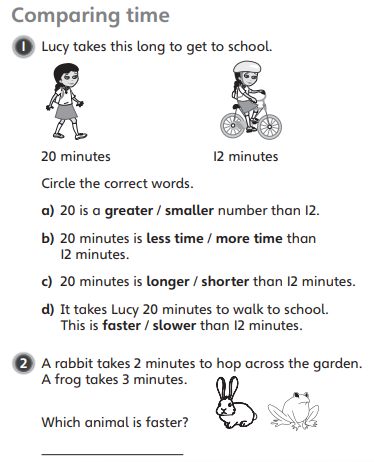 Comparing time
1 Lucy takes this long to get to school.
20 minutes 12 minutes
Circle the correct words.
a) 20 is a greater / smaller number than 12.
b) 20 minutes is less time / more time than
12 minutes.
c) 20 minutes is longer / shorter than 12 minutes.
d) It takes Lucy 20 minutes to walk to school.
This is faster / slower than 12 minutes.
2 A rabbit takes 2 minutes to hop across the garden.
A frog takes 3 minutes.
Which animal is faster?